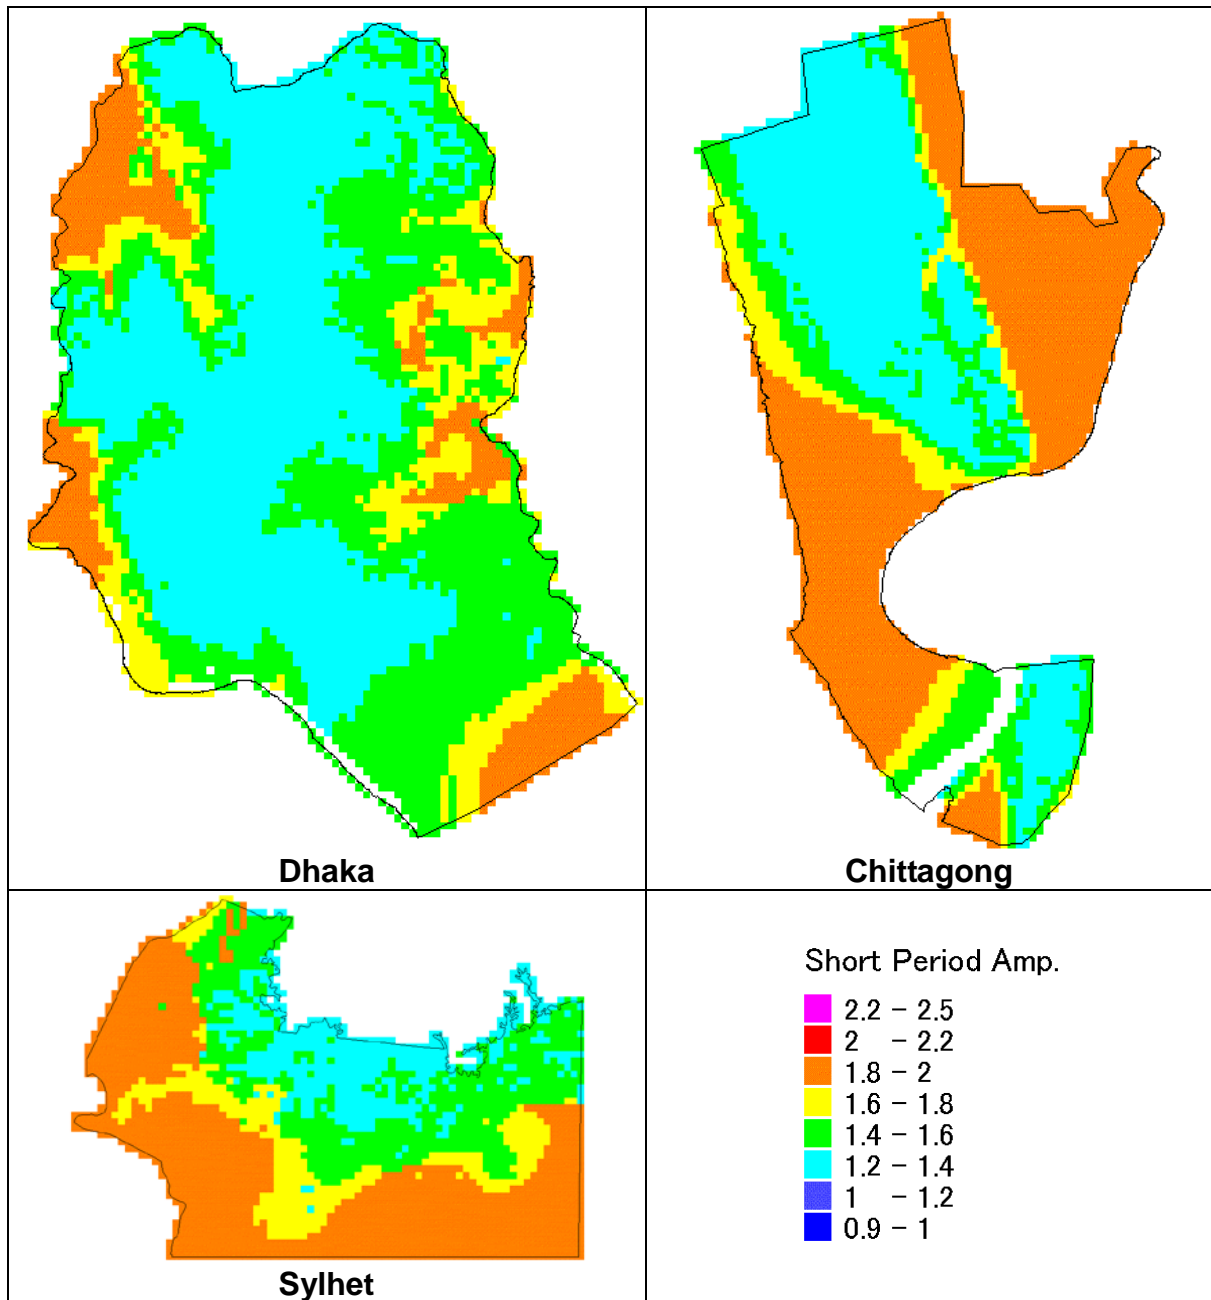 Dhaka
Chittagong
Sylhet
Short Period Amp.
2.2 - 2.5
2 - 2.2
1.8 - 2
1.6 - 1.8
1.4 - 1.6
1.2 - 1.4
1 - 1.2
0.9 - 1